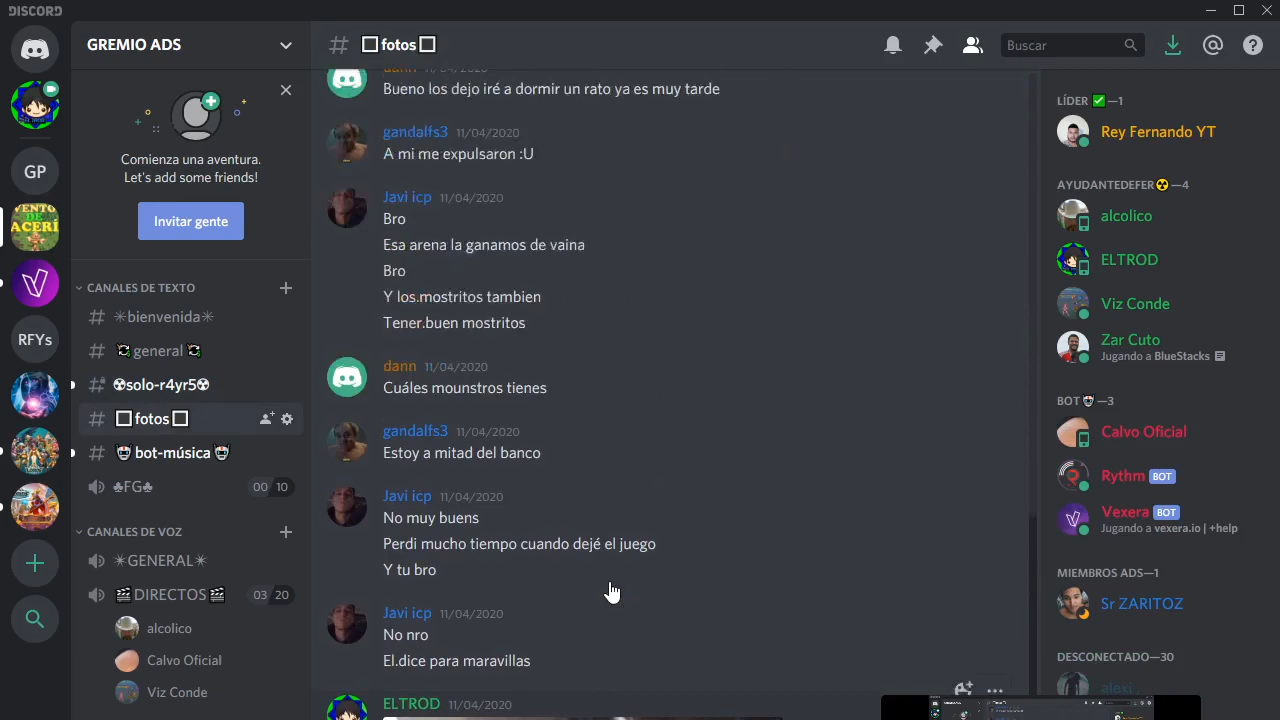 DISCORD
GREMIO ADS
fotos
Buscar
Comienza una aventura.
Let's add some friends!
Invitar gente
CANALES DE TEXTO
bienvenida
general
☢solo-r4yr5☢
fotos
bot-música
♣FG♣
00 10
CANALES DE VOZ
GENERAL
DIRECTOS
03 20
alcolico
Calvo Oficial
Viz Conde
GP
VENTO
DE
ACERÍ
RFYs
dann 11/04/2020
Bueno los dejo iré a dormir un rato ya es muy tarde
gandalfs3 11/04/2020
A mi me expulsaron :U
Javi icp 11/04/2020
Bro
Esa arena la ganamos de vaina
Bro
Y los.mostritos tambien
Tener.buen mostritos
dann 11/04/2020
Cuáles mounstros tienes
gandalfs3 11/04/2020
Estoy a mitad del banco
Javi icp 11/04/2020
No muy buens
Perdi mucho tiempo cuando dejé el juego
Y tu bro
Javi icp 11/04/2020
No nro
El.dice para maravillas
ELTROD 11/04/2020
LÍDER ✅—1
Rey Fernando YT
AYUDANTEDEFER☢—4
alcolico
ELTROD
Viz Conde
Zar Cuto
Jugando a BlueStacks
BOT—3
Calvo Oficial
Rythm BOT
Vexera BOT
Jugando a vexera.io | +help
MIEMBROS ADS—1
Sr ZARITOZ
DESCONECTADO—30
alexi